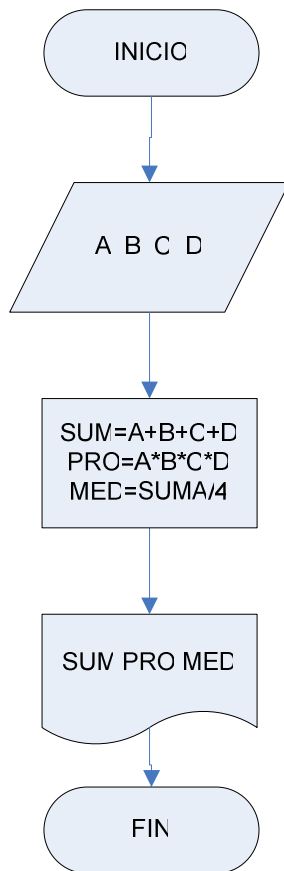 INICIO
A B C D
SUM=A+B+C+D
PRO=A*B*C*D
MED=SUMA/4
SUM PRO MED
FIN